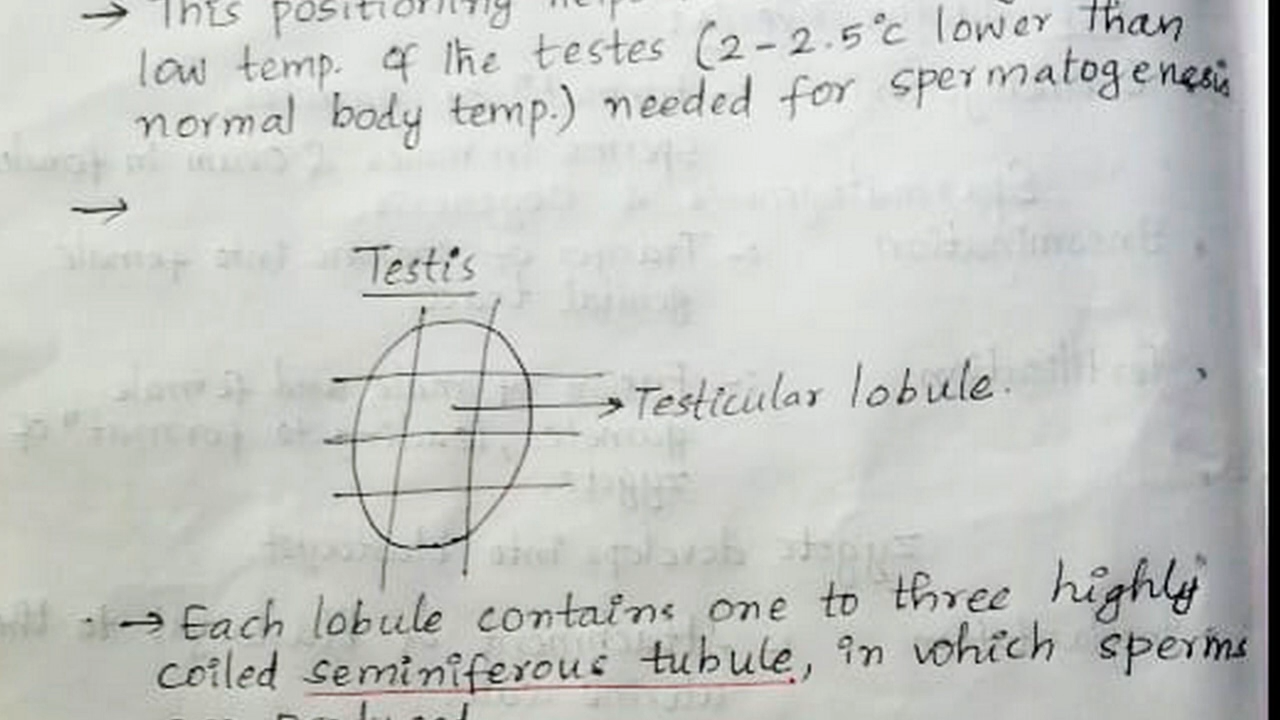 → This positioning
low temp. of the testes (2-2.5°c lower than
normal body temp.) needed for spermatogenesis
→
Testis
→ Testicular lobule.
→ Each lobule contains one to three highly
coiled seminiferous tubule, in which sperms